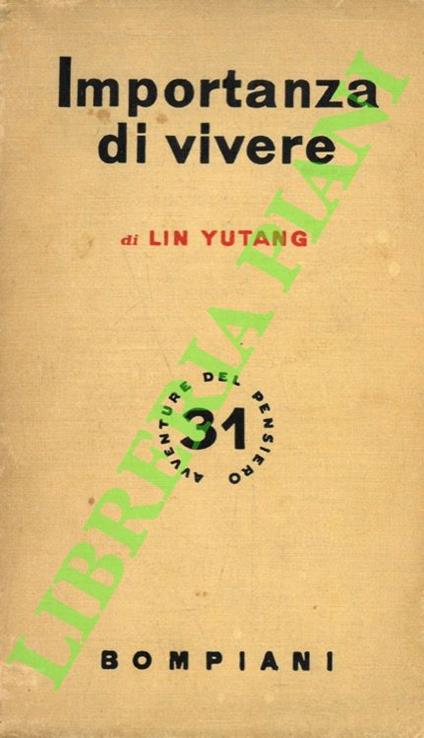 Importanza
di vivere
di LIN YUTANG
AVVENTURE DEL PENSIERO
31
BOMPIANI
LIBRERIA PIANI